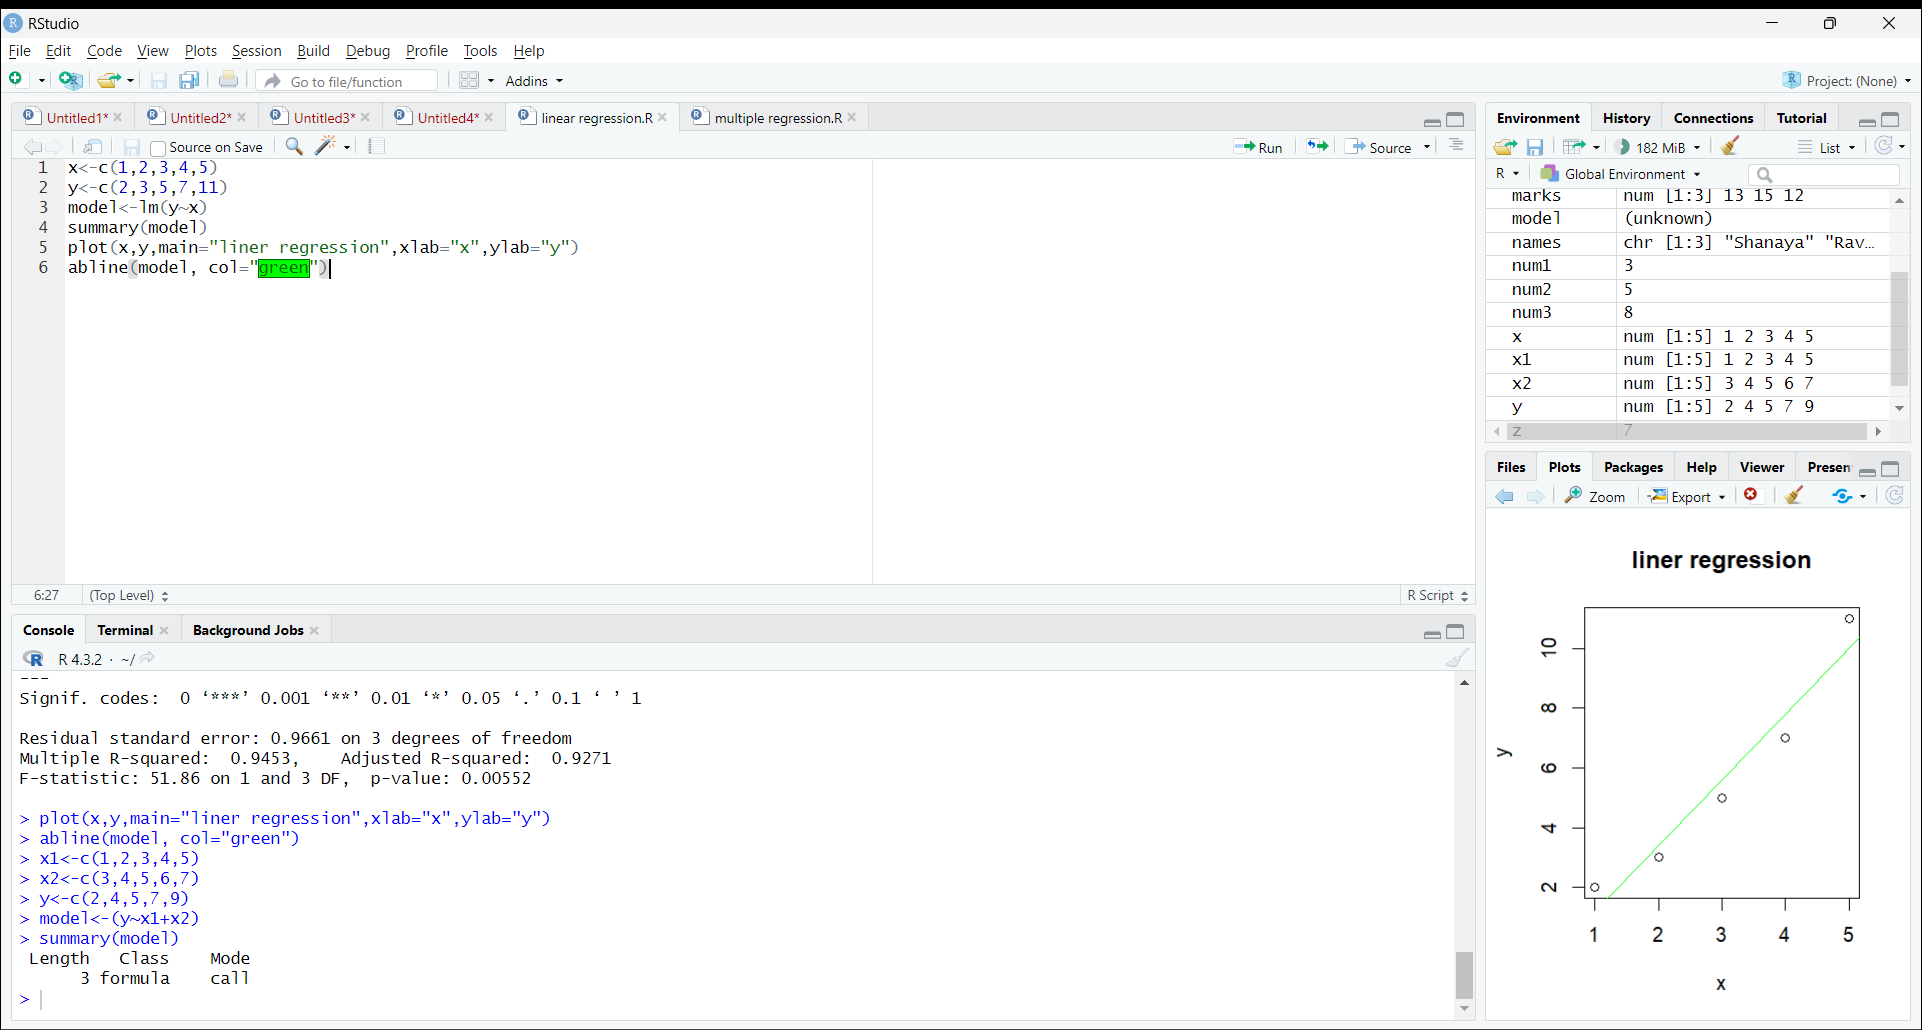 RStudio
File Edit Code View Plots Session Build Debug Profile Tools Help
Go to file/function Addins Project: (None)
Untitled1* Untitled2* Untitled3* Untitled4* linear regression.R multiple regression.R
Source on Save Run Source
1 x<-c(1,2,3,4,5)
2 y<-c(2,3,5,7,11)
3 model<-lm(y~x)
4 summary(model)
5 plot(x,y,main="liner regression",xlab="x",ylab="y")
6 abline(model, col="green")
6:27 (Top Level) R Script
Console Terminal Background Jobs
R 4.3.2 · ~/
---
Signif. codes:  0 ‘***’ 0.001 ‘**’ 0.01 ‘*’ 0.05 ‘.’ 0.1 ‘ ’ 1
Residual standard error: 0.9661 on 3 degrees of freedom
Multiple R-squared:  0.9453,    Adjusted R-squared:  0.9271
F-statistic: 51.86 on 1 and 3 DF,  p-value: 0.00552
> plot(x,y,main="liner regression",xlab="x",ylab="y")
> abline(model, col="green")
> x1<-c(1,2,3,4,5)
> x2<-c(3,4,5,6,7)
> y<-c(2,4,5,7,9)
> model<-(y~x1+x2)
> summary(model)
Length Class Mode
3 formula call
>
Environment History Connections Tutorial
182 MiB List
R Global Environment
marks num [1:3] 13 15 12
model (unknown)
names chr [1:3] "Shanaya" "Rav...
num1 3
num2 5
num3 8
x num [1:5] 1 2 3 4 5
x1 num [1:5] 1 2 3 4 5
x2 num [1:5] 3 4 5 6 7
y num [1:5] 2 4 5 7 9
z 7
Files Plots Packages Help Viewer Presen
Zoom Export
liner regression
10
8
6
4
2
y
1 2 3 4 5
x